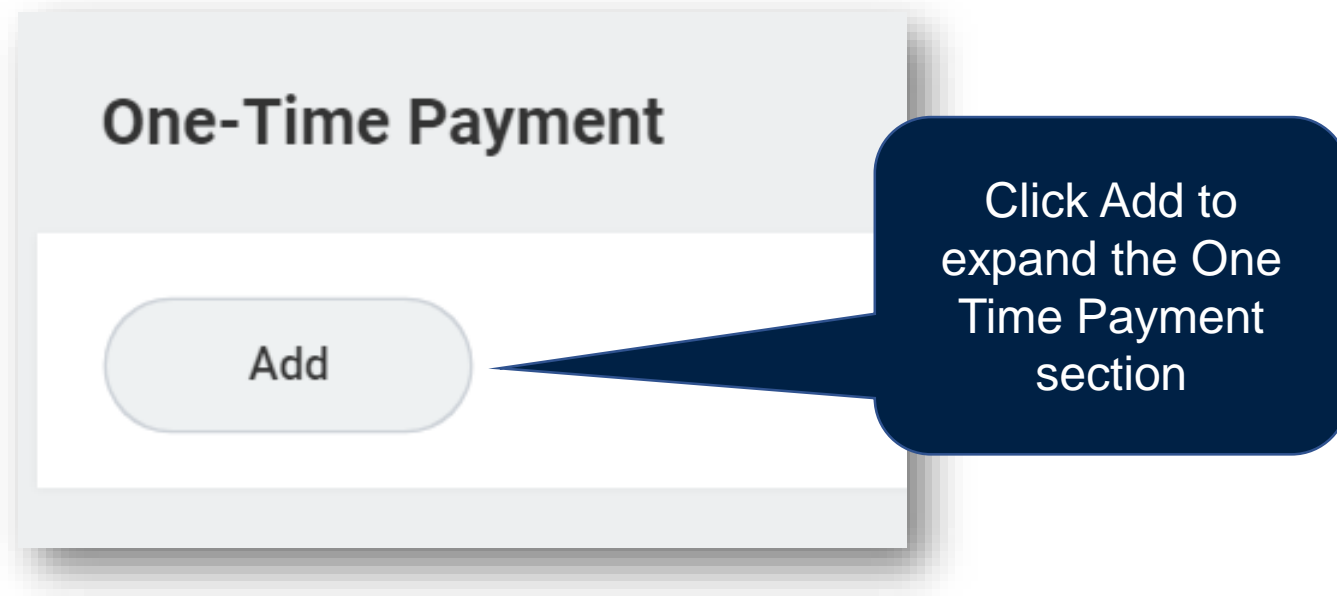 One-Time Payment
Add
Click Add to
expand the One
Time Payment
section